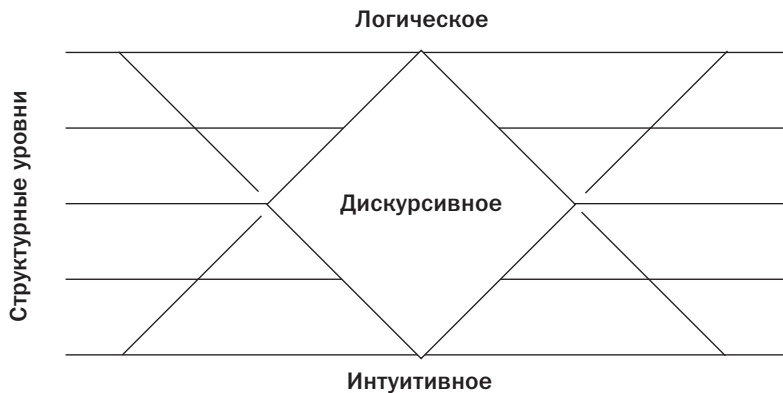 Логическое
Структурные уровни
Дискурсивное
Интуитивное